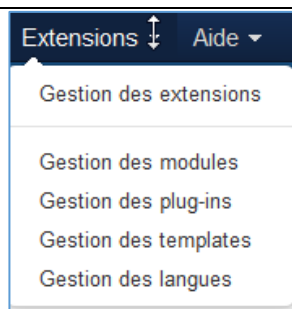 Extensions Aide
Gestion des extensions
Gestion des modules
Gestion des plug-ins
Gestion des templates
Gestion des langues